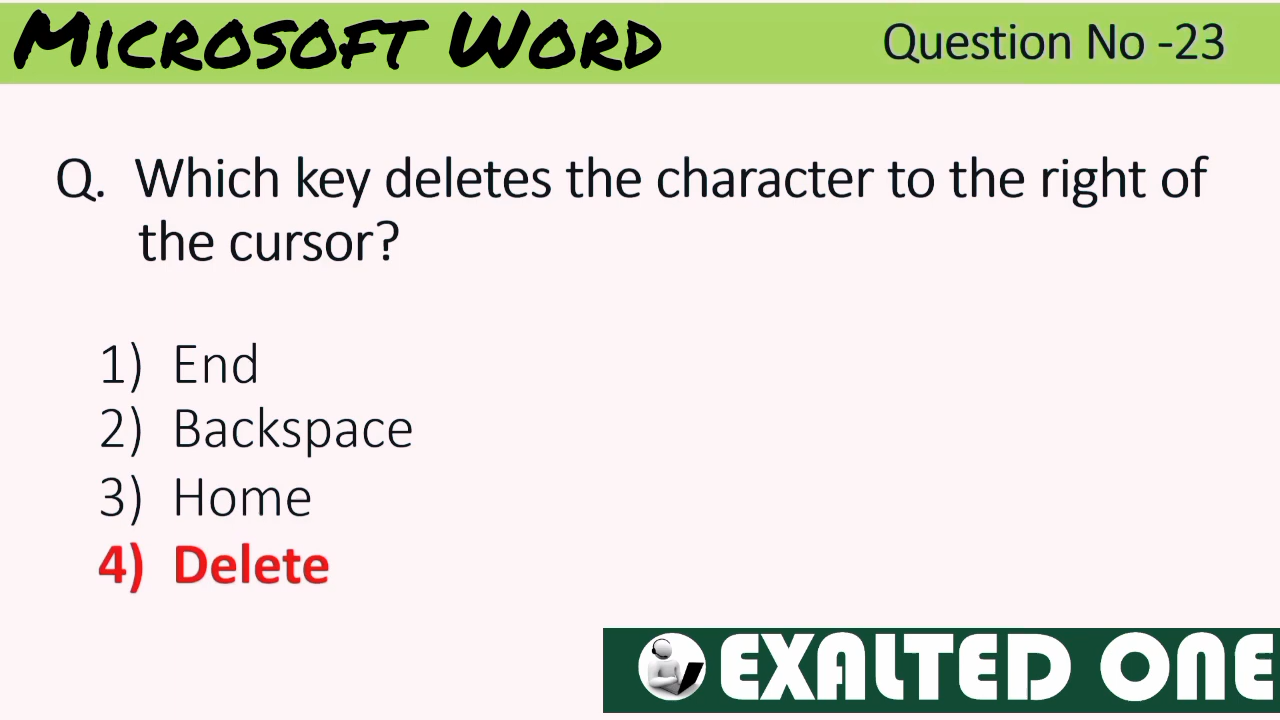 Microsoft Word
Question No -23
Q. Which key deletes the character to the right of
the cursor?
1) End
2) Backspace
3) Home
4) Delete
EXALTED ONE